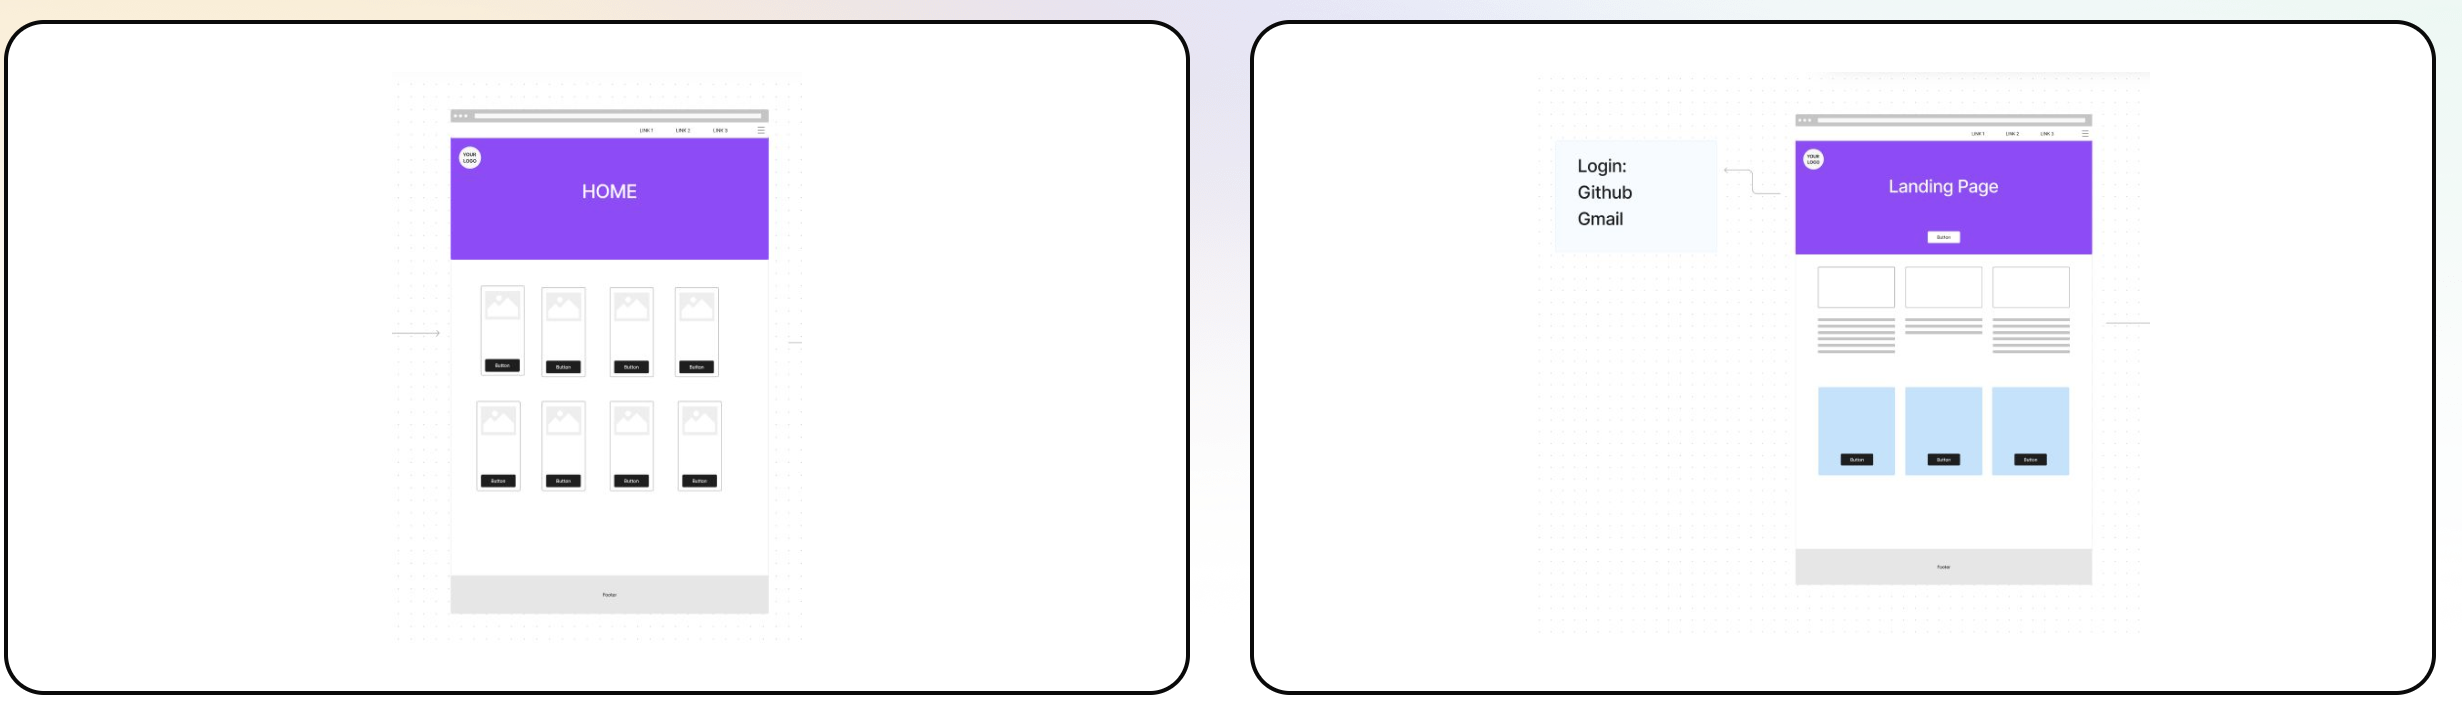 LINK 1 LINK 2 LINK 3
YOUR
LOGO
HOME
Button Button Button Button
Button Button Button Button
Footer
Login:
Github
Gmail
LINK 1 LINK 2 LINK 3
YOUR
LOGO
Landing Page
Button
Button Button Button
Footer